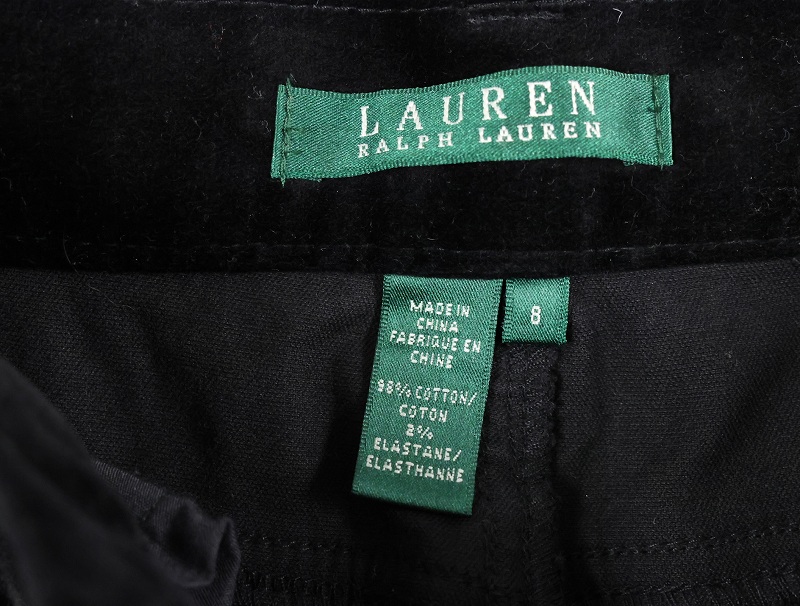 LAUREN
RALPH LAUREN
MADE IN
CHINA
FABRIQUE EN
CHINE
98% COTTON/
COTON
2%
ELASTANE/
ELASTHANNE
8